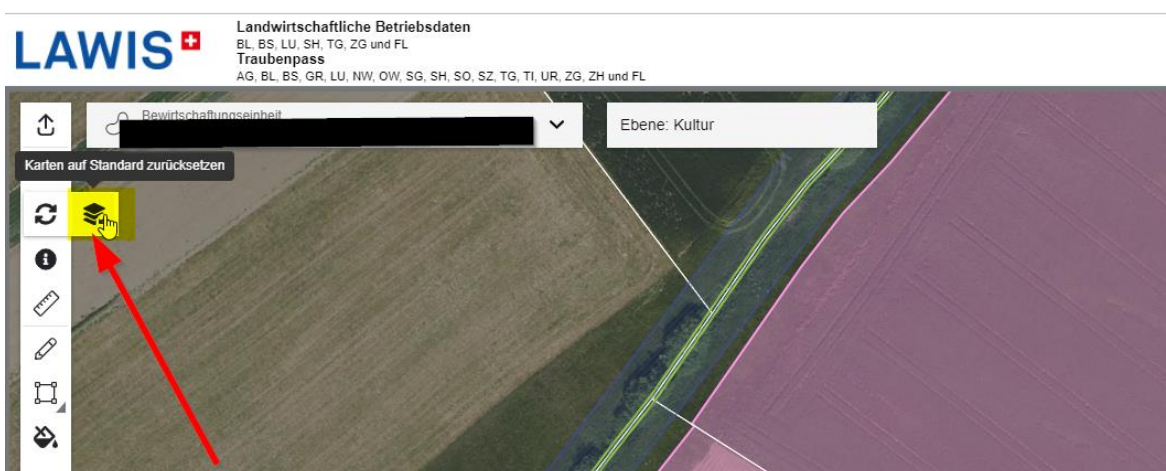 LAWIS
Landwirtschaftliche Betriebsdaten
BL, BS, LU, SH, TG, ZG und FL
Traubenpass
AG, BL, BS, GR, LU, NW, OW, SG, SH, SO, SZ, TG, TI, UR, ZG, ZH und FL
Bewirtschaftungseinheit
Ebene: Kultur
Karten auf Standard zurücksetzen